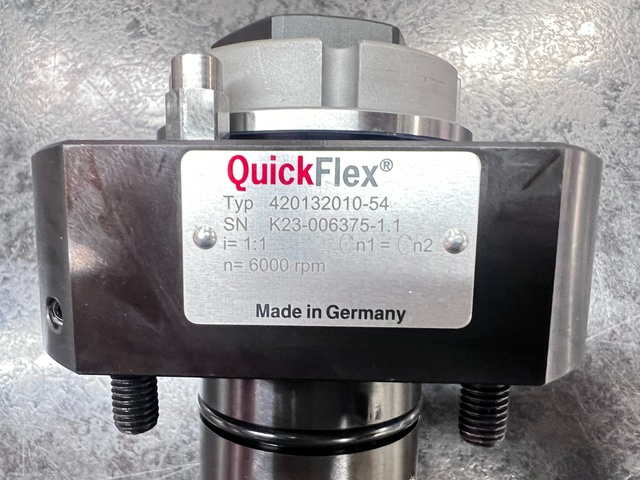 QuickFlex®
Typ 420132010-54
SN K23-006375-1.1
i= 1:1 n1 = n2
n= 6000 rpm
Made in Germany